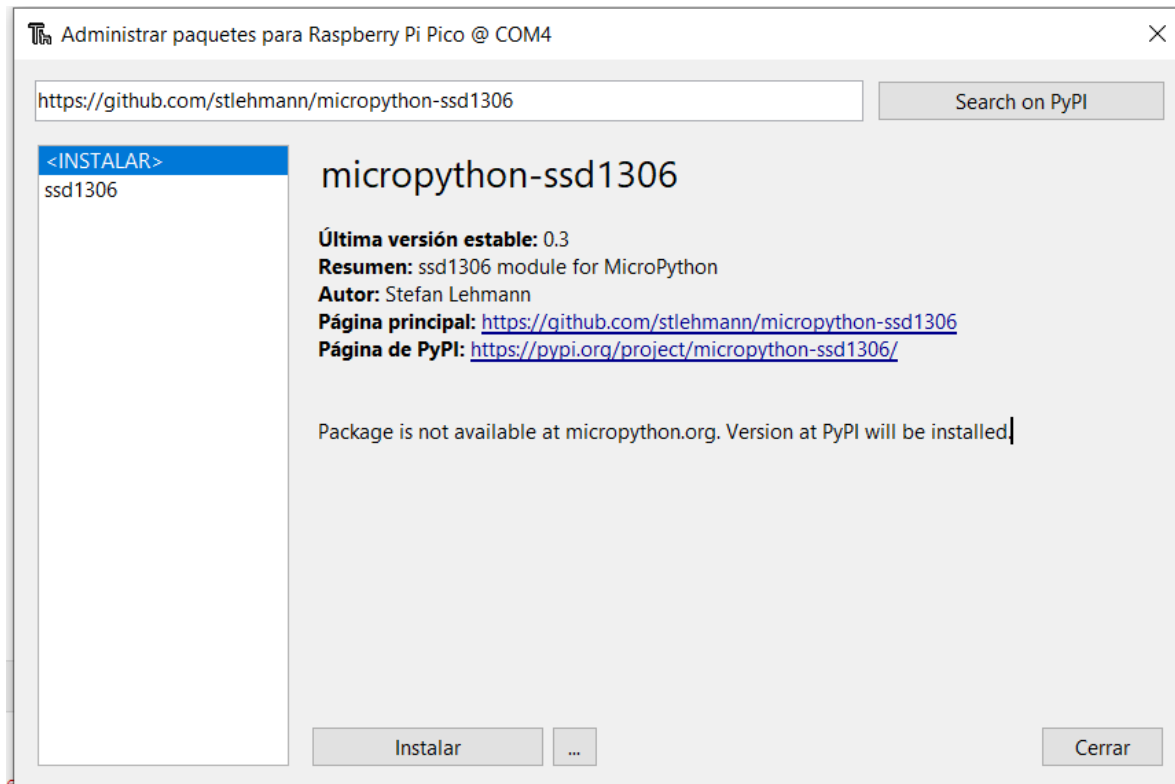 Administrar paquetes para Raspberry Pi Pico @ COM4
https://github.com/stlehmann/micropython-ssd1306
Search on PyPI
<INSTALAR>
ssd1306
micropython-ssd1306
Última versión estable: 0.3
Resumen: ssd1306 module for MicroPython
Autor: Stefan Lehmann
Página principal: https://github.com/stlehmann/micropython-ssd1306
Página de PyPI: https://pypi.org/project/micropython-ssd1306/
Package is not available at micropython.org. Version at PyPI will be installed.
Instalar
...
Cerrar